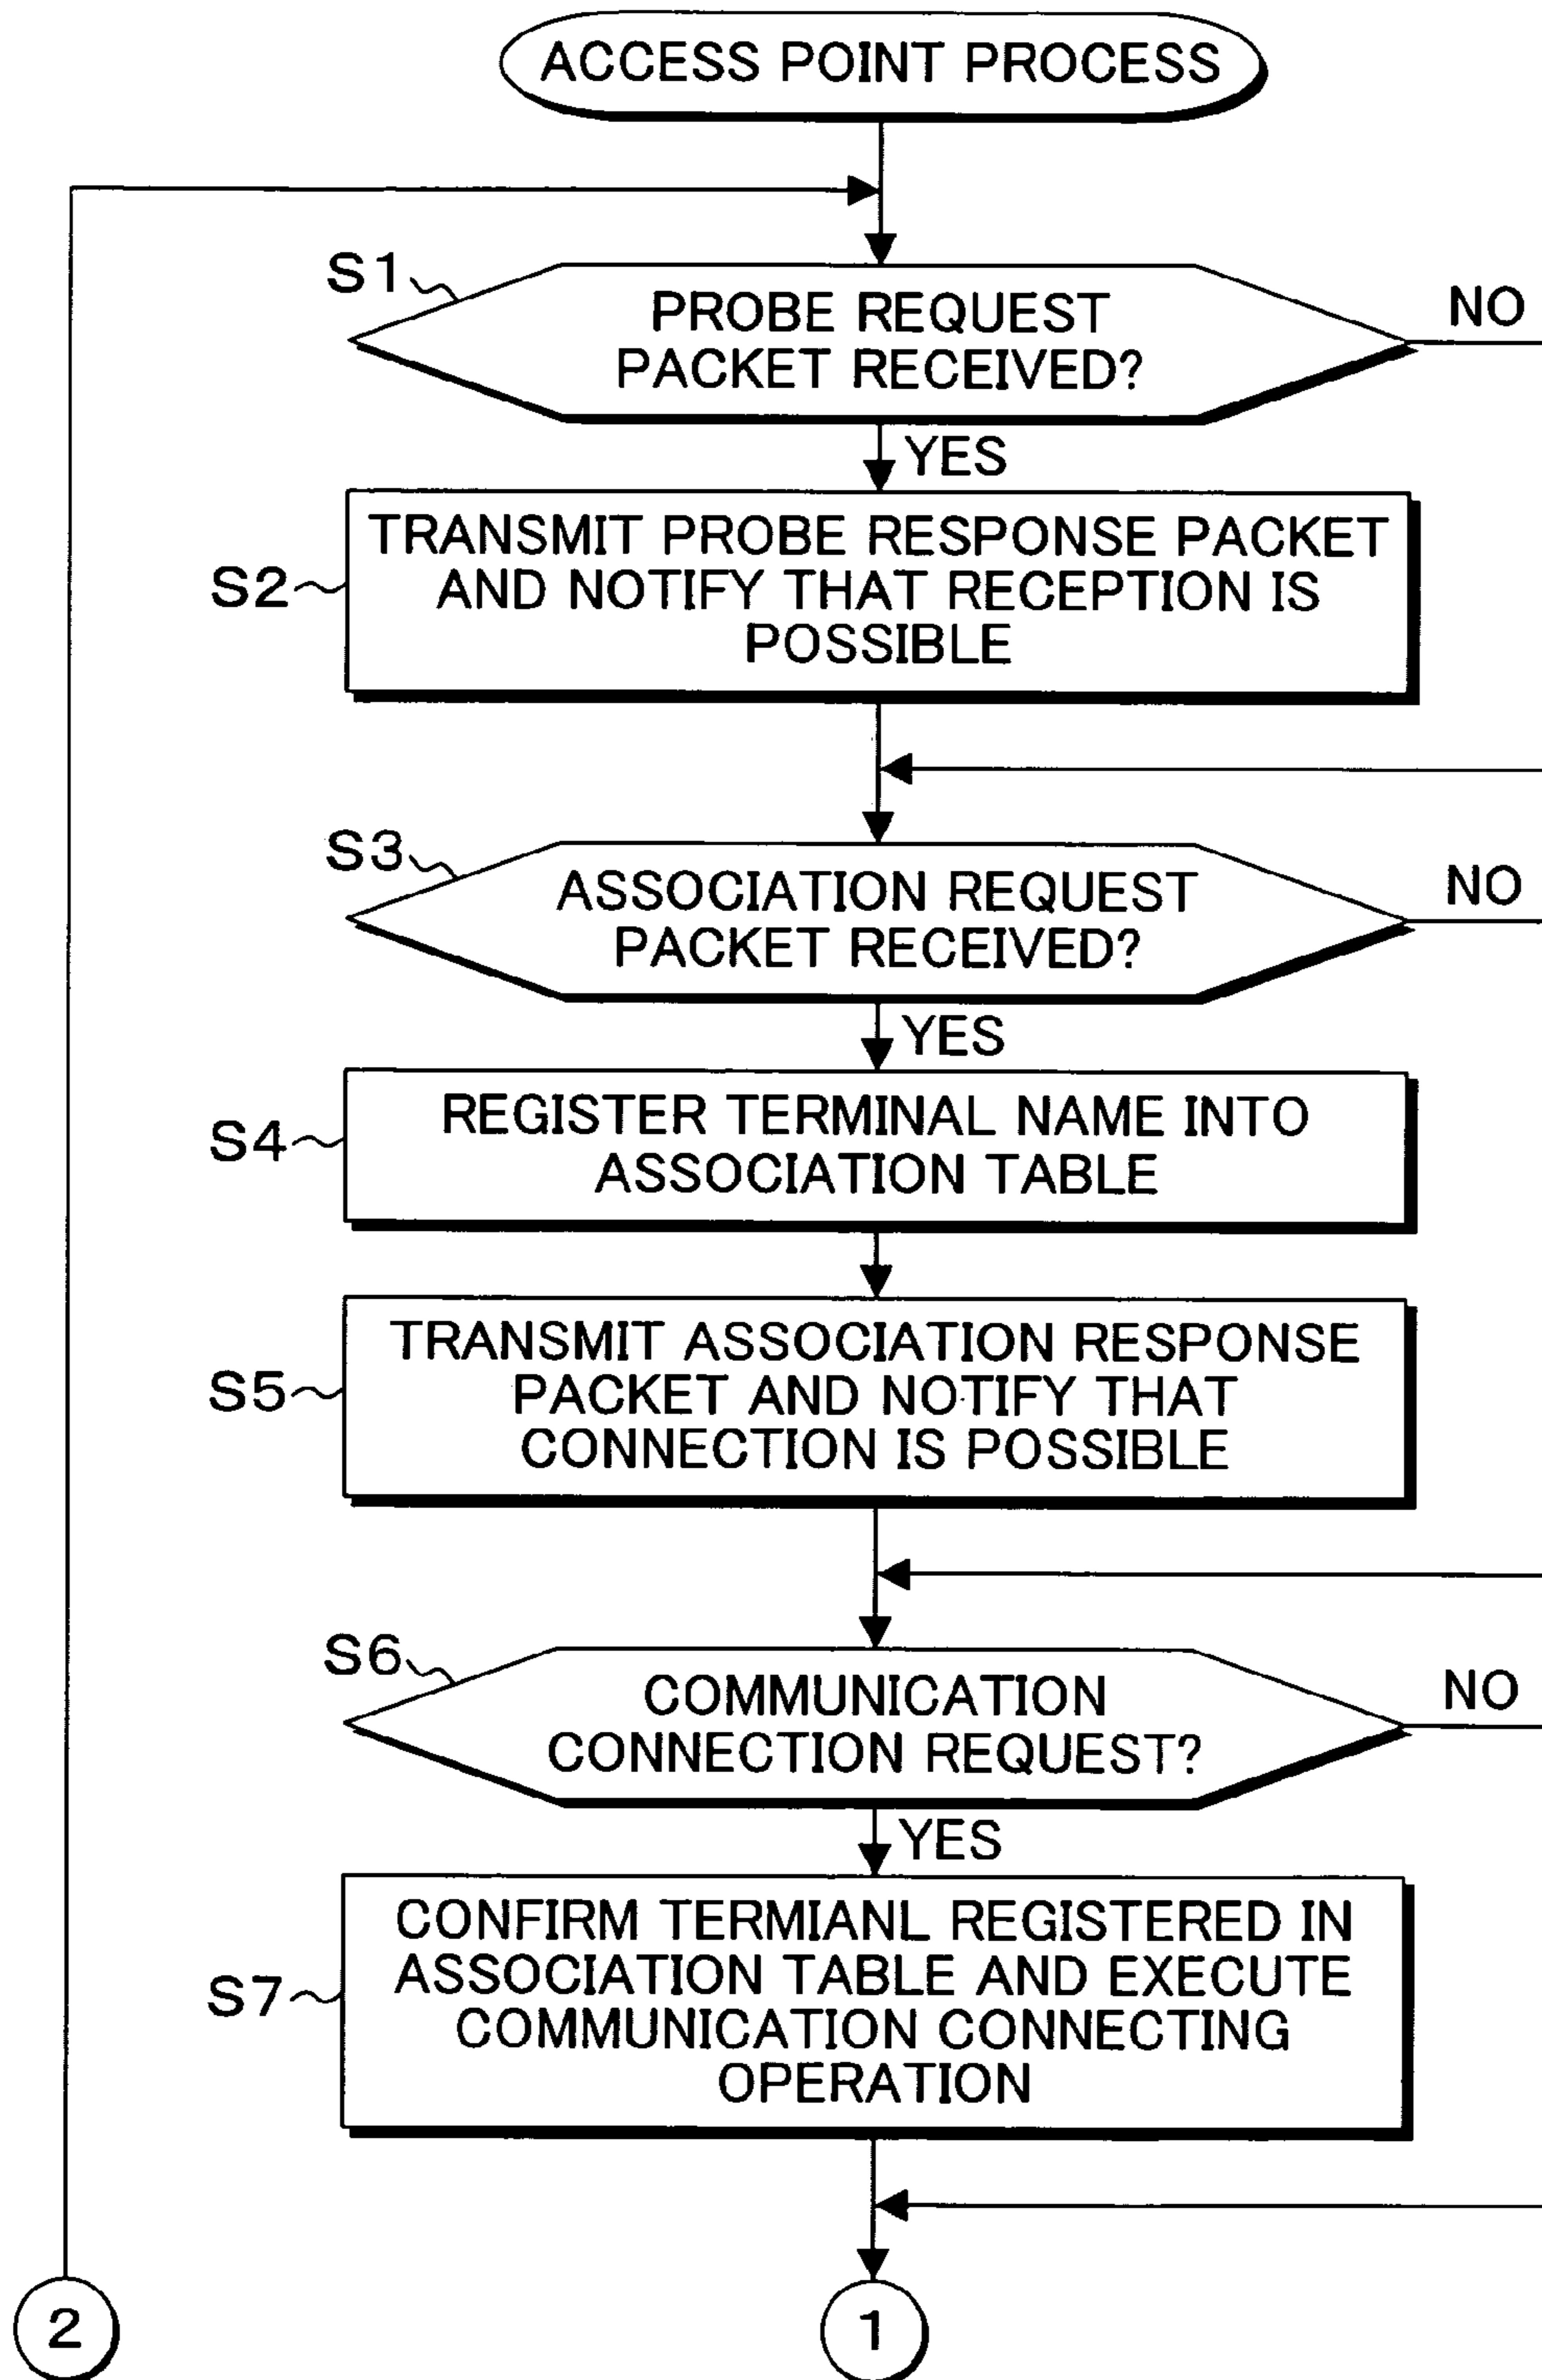 ACCESS POINT PROCESS
S1
PROBE REQUEST
PACKET RECEIVED?
NO
YES
S2
TRANSMIT PROBE RESPONSE PACKET
AND NOTIFY THAT RECEPTION IS
POSSIBLE
S3
ASSOCIATION REQUEST
PACKET RECEIVED?
NO
YES
S4
REGISTER TERMINAL NAME INTO
ASSOCIATION TABLE
S5
TRANSMIT ASSOCIATION RESPONSE
PACKET AND NOTIFY THAT
CONNECTION IS POSSIBLE
S6
COMMUNICATION
CONNECTION REQUEST?
NO
YES
S7
CONFIRM TERMIANL REGISTERED IN
ASSOCIATION TABLE AND EXECUTE
COMMUNICATION CONNECTING
OPERATION
2
1